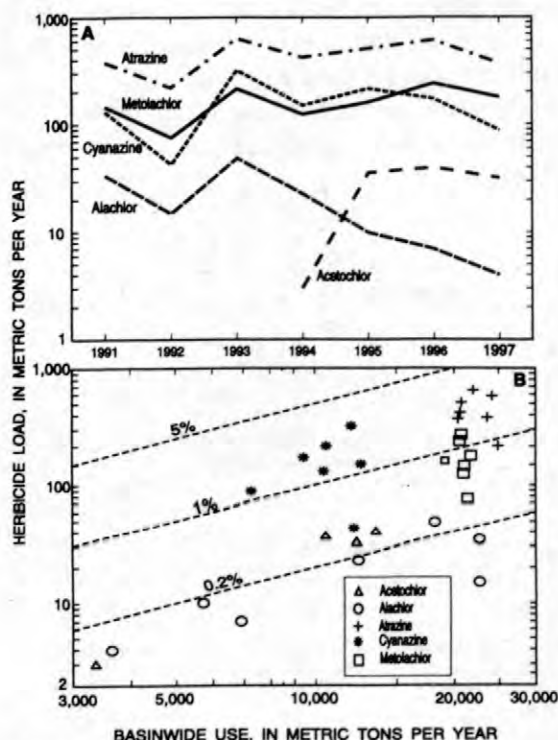 HERBICIDE LOAD, IN METRIC TONS PER YEAR
A
1,000
100
10
1
Atrazine
Metolachlor
Cyanazine
Alachlor
Acetochlor
1991 1992 1993 1994 1995 1996 1997
B
1,000
100
10
2
5%
1%
0.2%
Acetochlor
Alachlor
Atrazine
Cyanazine
Metolachlor
3,000 5,000 10,000 20,000 30,000
BASINWIDE USE, IN METRIC TONS PER YEAR